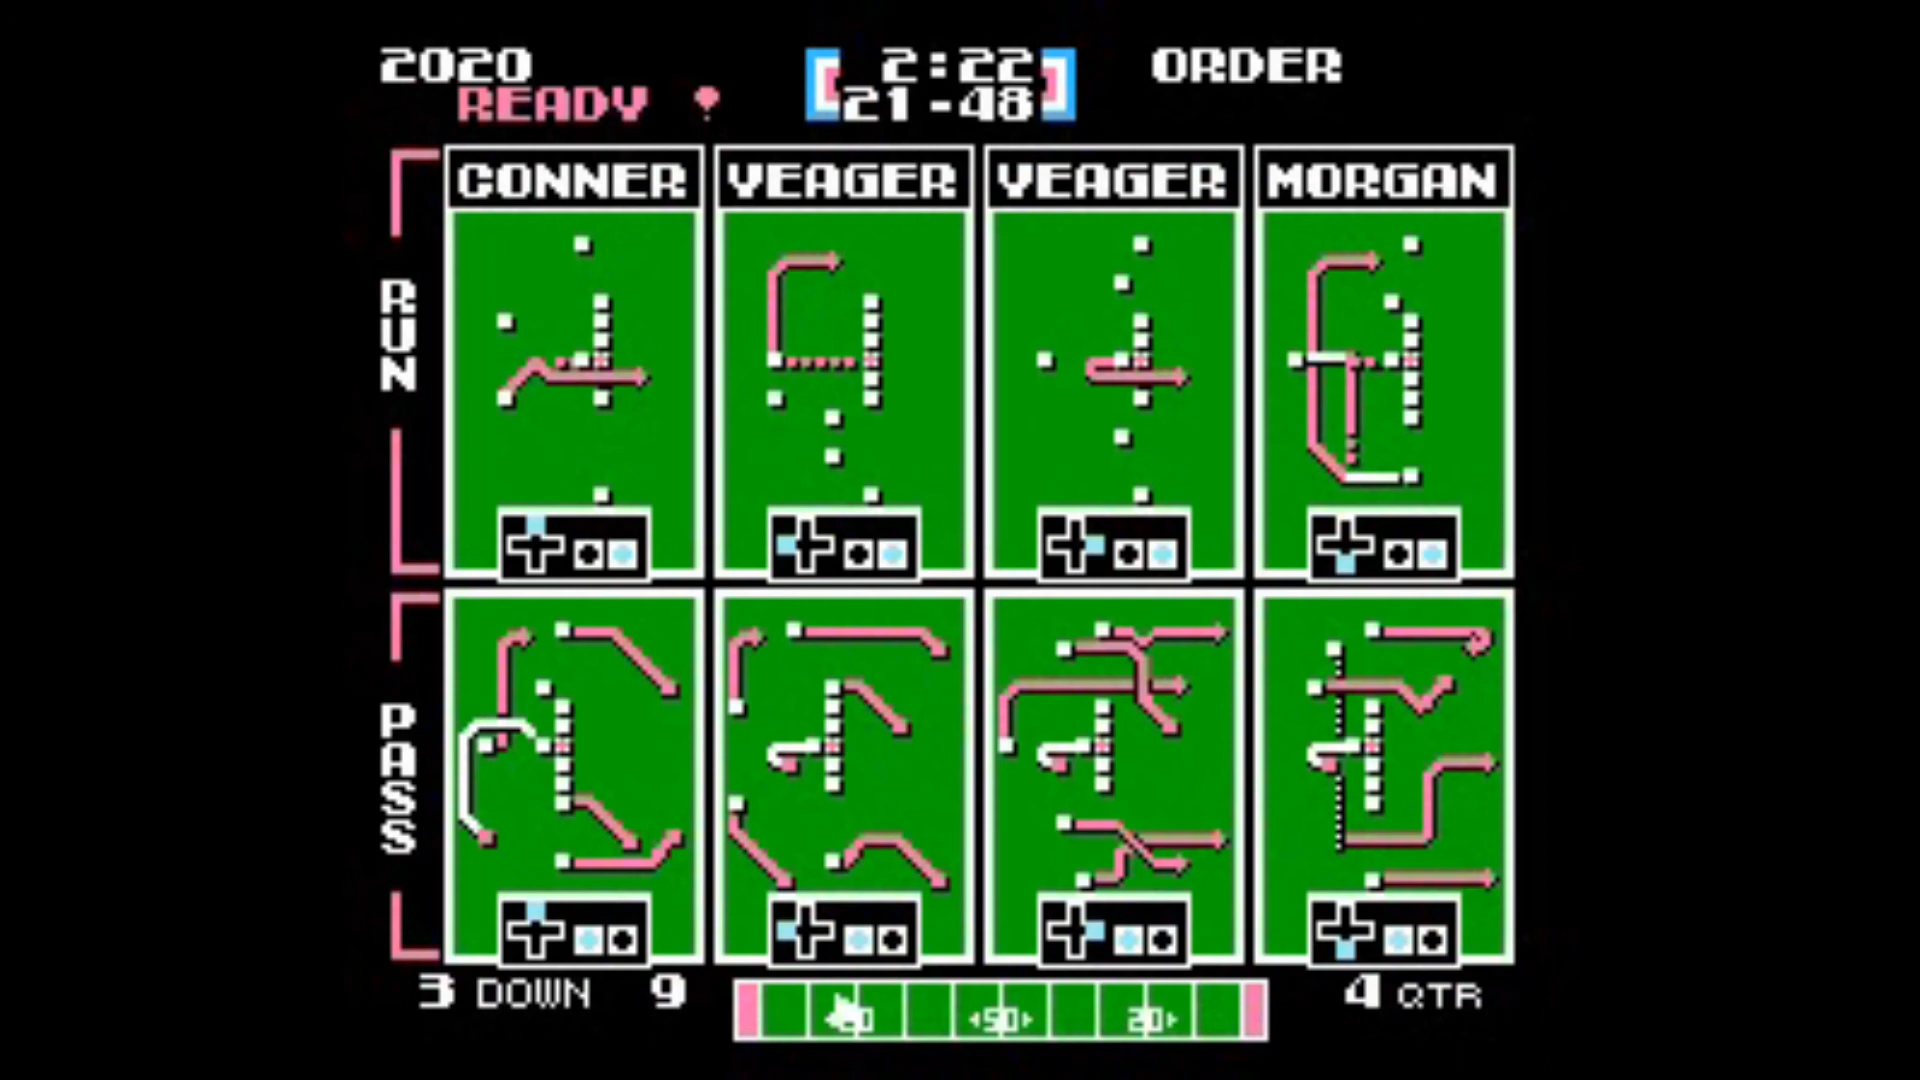 2020 2:22 ORDER
READY ! 21-48
CONNER YEAGER YEAGER MORGAN
RUN
PASS
3 DOWN 9 4 QTR
50 20